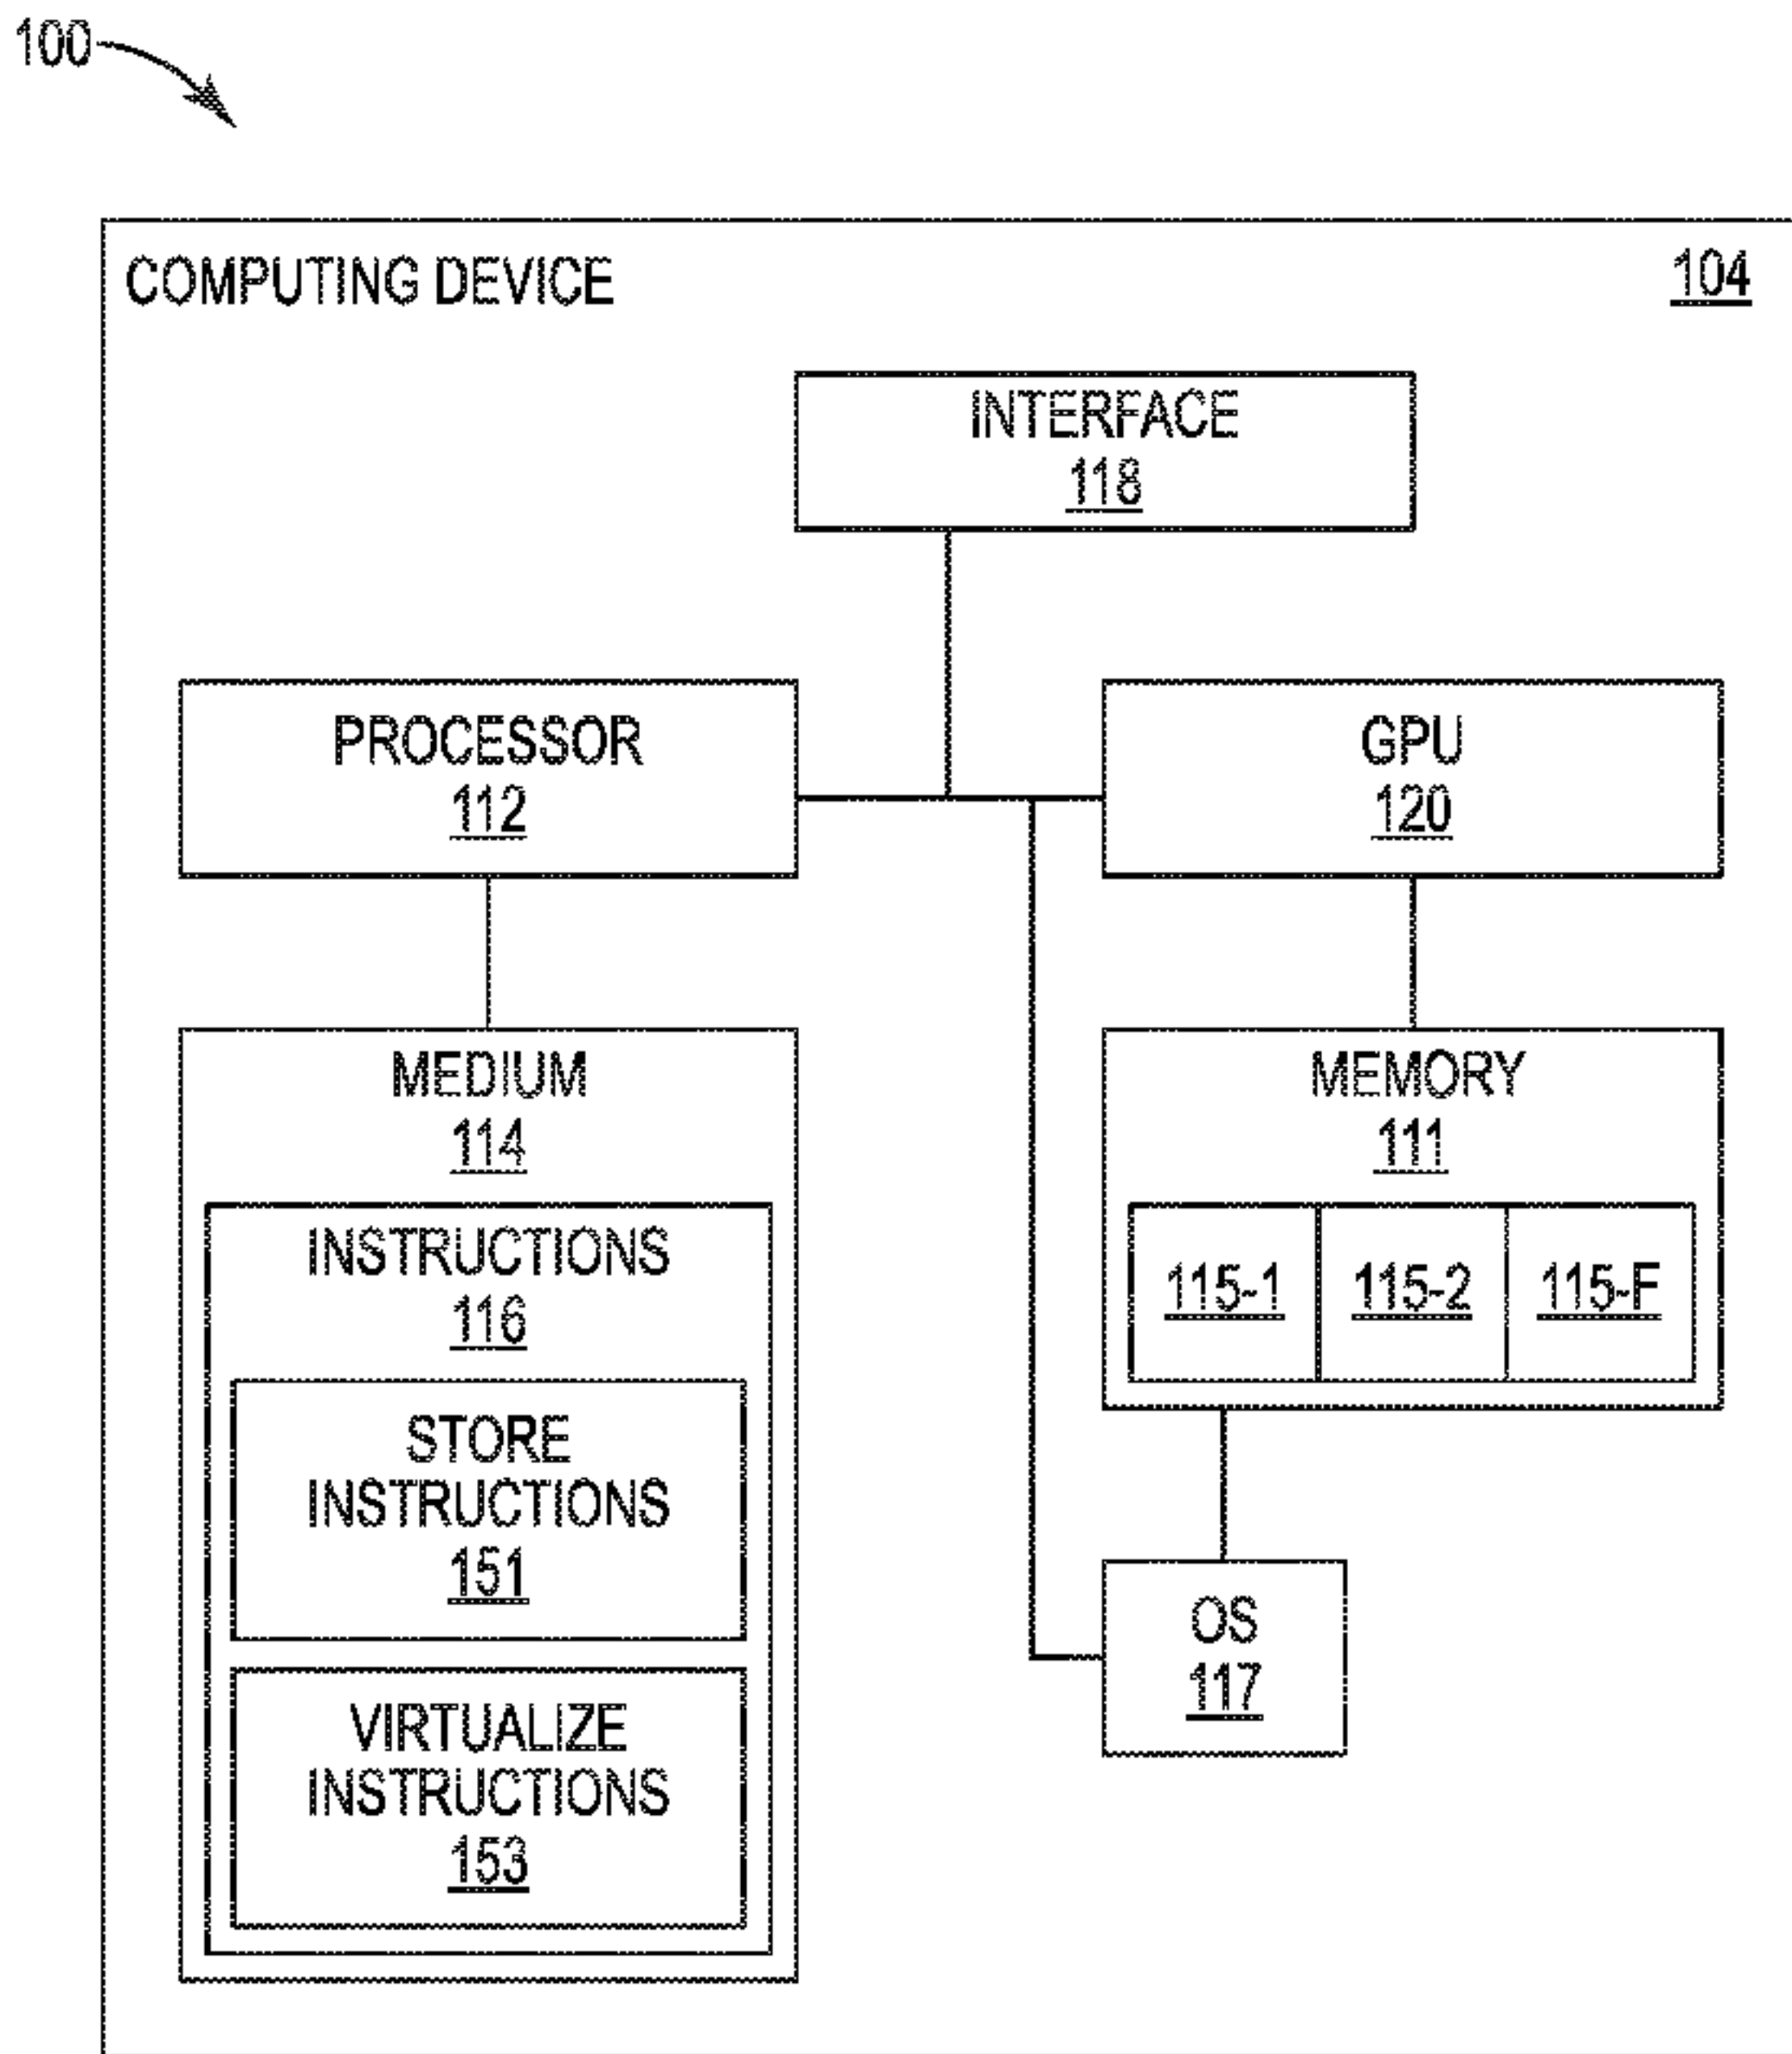 100
COMPUTING DEVICE
104
INTERFACE
118
PROCESSOR
112
GPU
120
MEDIUM
114
INSTRUCTIONS
116
STORE
INSTRUCTIONS
151
VIRTUALIZE
INSTRUCTIONS
153
MEMORY
111
115-1
115-2
115-F
OS
117